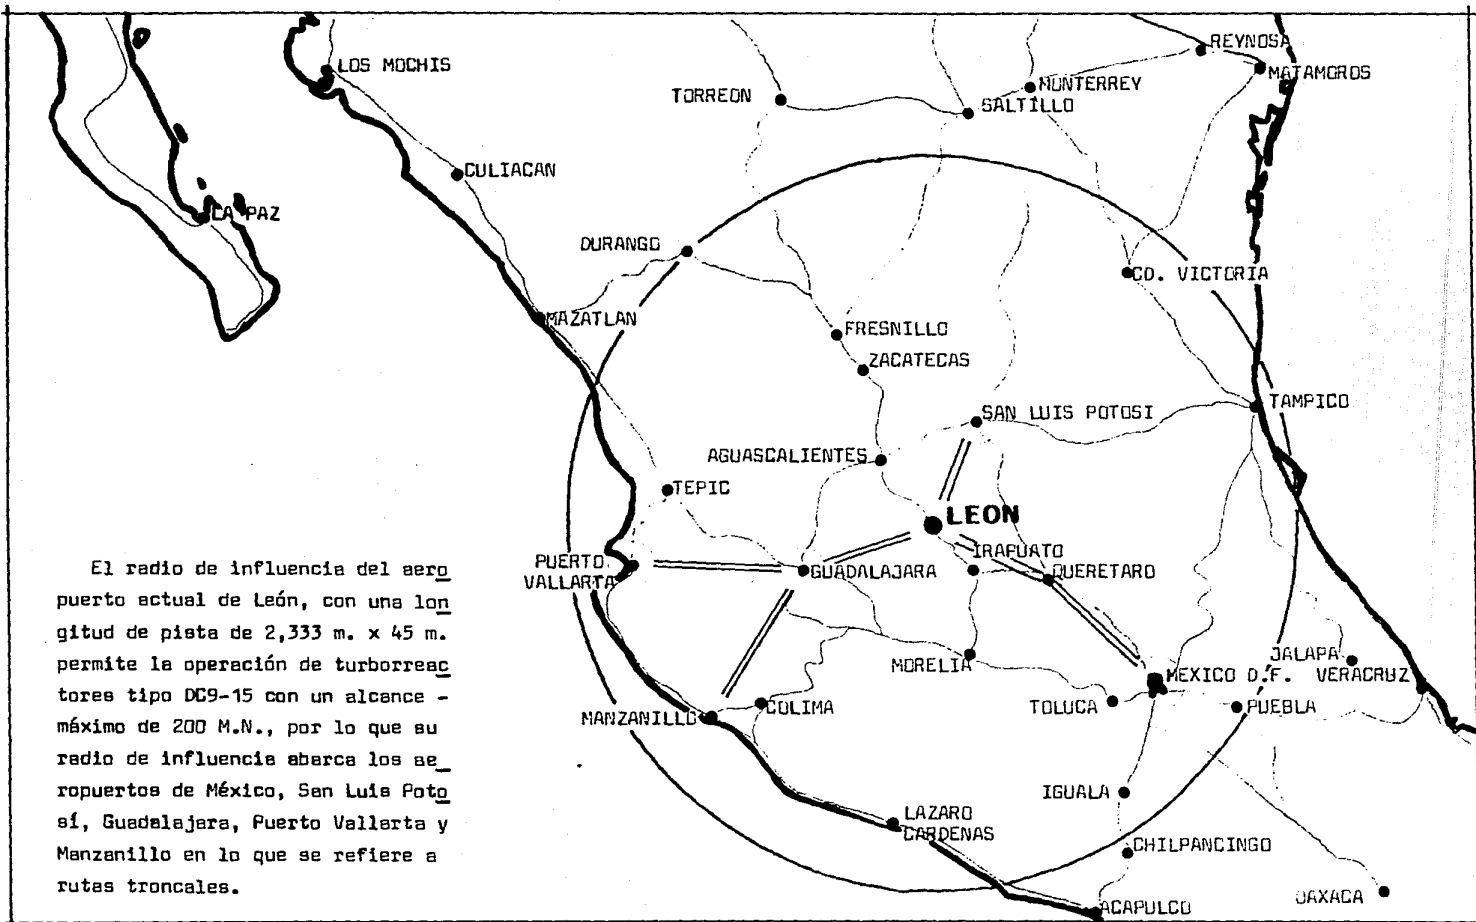 LOS MOCHIS
REYNOSA
MATAMOROS
MONTERREY
TORREON
SALTILLO
CULIACAN
LA PAZ
DURANGO
CD. VICTORIA
MAZATLAN
FRESNILLO
ZACATECAS
TAMPICO
SAN LUIS POTOSI
AGUASCALIENTES
TEPIC
LEON
IRAPUATO
PUERTO
VALLARTA
GUADALAJARA
QUERETARO
El radio de influencia del aero
puerto actual de León, con una lon
gitud de pista de 2,333 m. x 45 m.
permite la operación de turborreac
tores tipo DC9-15 con un alcance -
máximo de 200 M.N., por lo que su
radio de influencia abarca los ae
ropuertos de México, San Luis Poto
sí, Guadalajara, Puerto Vallarta y
Manzanillo en lo que se refiere a
rutas troncales.
MORELIA
JALAPA
MEXICO D.F.
VERACRUZ
TOLUCA
PUEBLA
MANZANILLO
COLIMA
IGUALA
LAZARO
CARDENAS
CHILPANCINGO
OAXACA
ACAPULCO